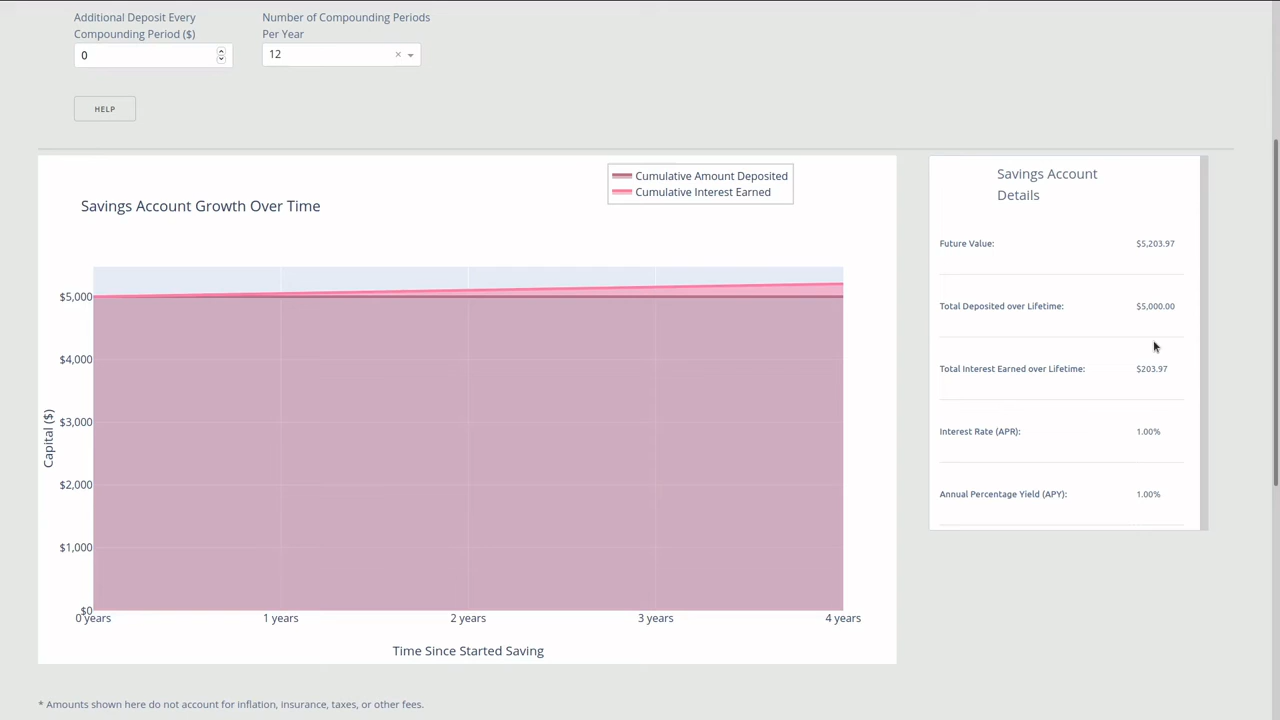 Additional Deposit Every
Compounding Period ($)
Number of Compounding Periods
Per Year
0
12
HELP
Cumulative Amount Deposited
Cumulative Interest Earned
Savings Account Growth Over Time
$5,000
$4,000
$3,000
$2,000
$1,000
$0
Capital ($)
0 years
1 years
2 years
3 years
4 years
Time Since Started Saving
Savings Account
Details
Future Value: $5,203.97
Total Deposited over Lifetime: $5,000.00
Total Interest Earned over Lifetime: $203.97
Interest Rate (APR): 1.00%
Annual Percentage Yield (APY): 1.00%
* Amounts shown here do not account for inflation, insurance, taxes, or other fees.